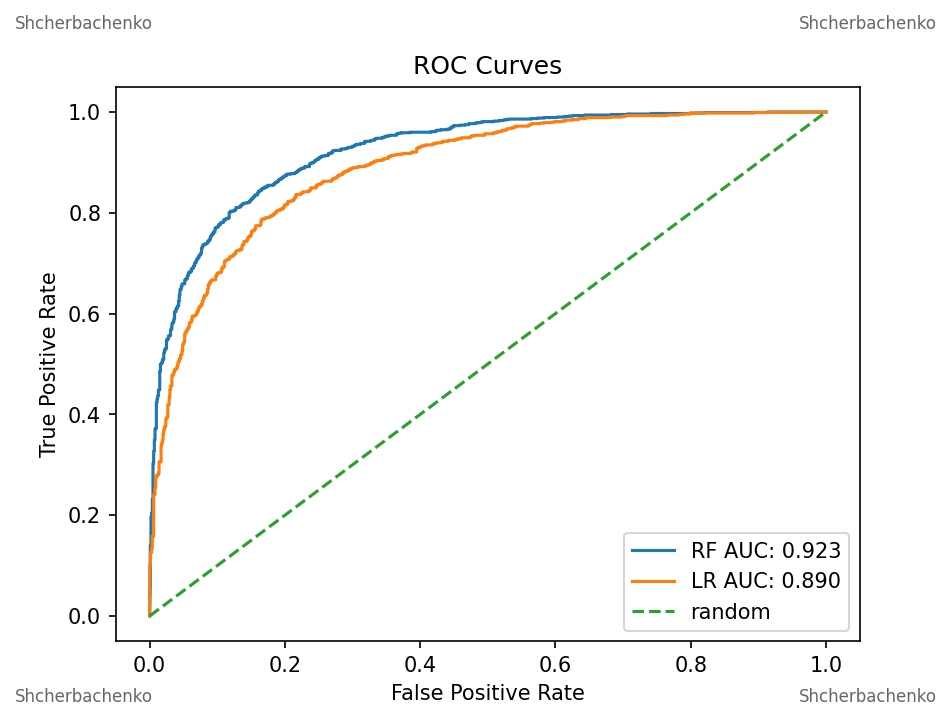 Shcherbachenko
Shcherbachenko
ROC Curves
True Positive Rate
1.0
0.8
0.6
0.4
0.2
0.0
RF AUC: 0.923
LR AUC: 0.890
random
0.0
0.2
0.4
0.6
0.8
1.0
False Positive Rate
Shcherbachenko
Shcherbachenko